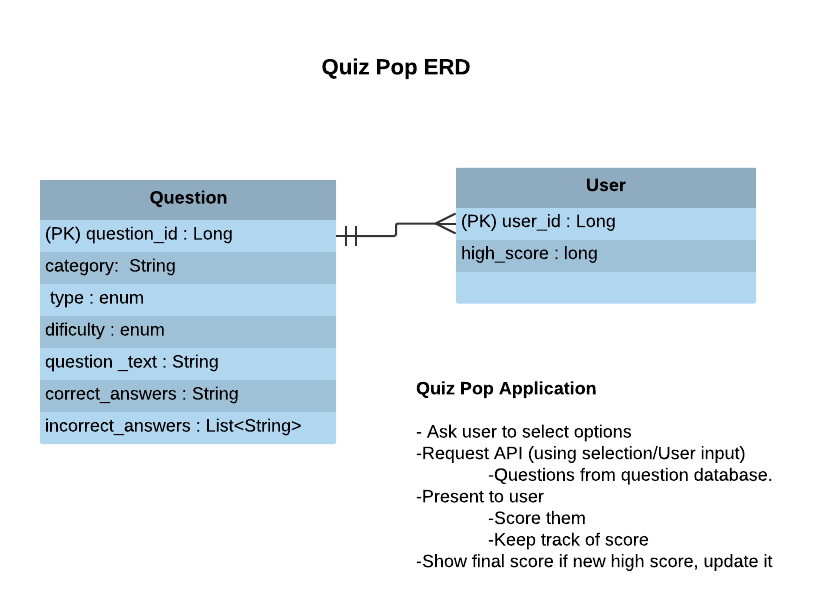 Quiz Pop ERD
Question
(PK) question_id : Long
category:  String
type : enum
dificulty : enum
question _text : String
correct_answers : String
incorrect_answers : List<String>
User
(PK) user_id : Long
high_score : long
Quiz Pop Application
- Ask user to select options
-Request API (using selection/User input)
-Questions from question database.
-Present to user
-Score them
-Keep track of score
-Show final score if new high score, update it